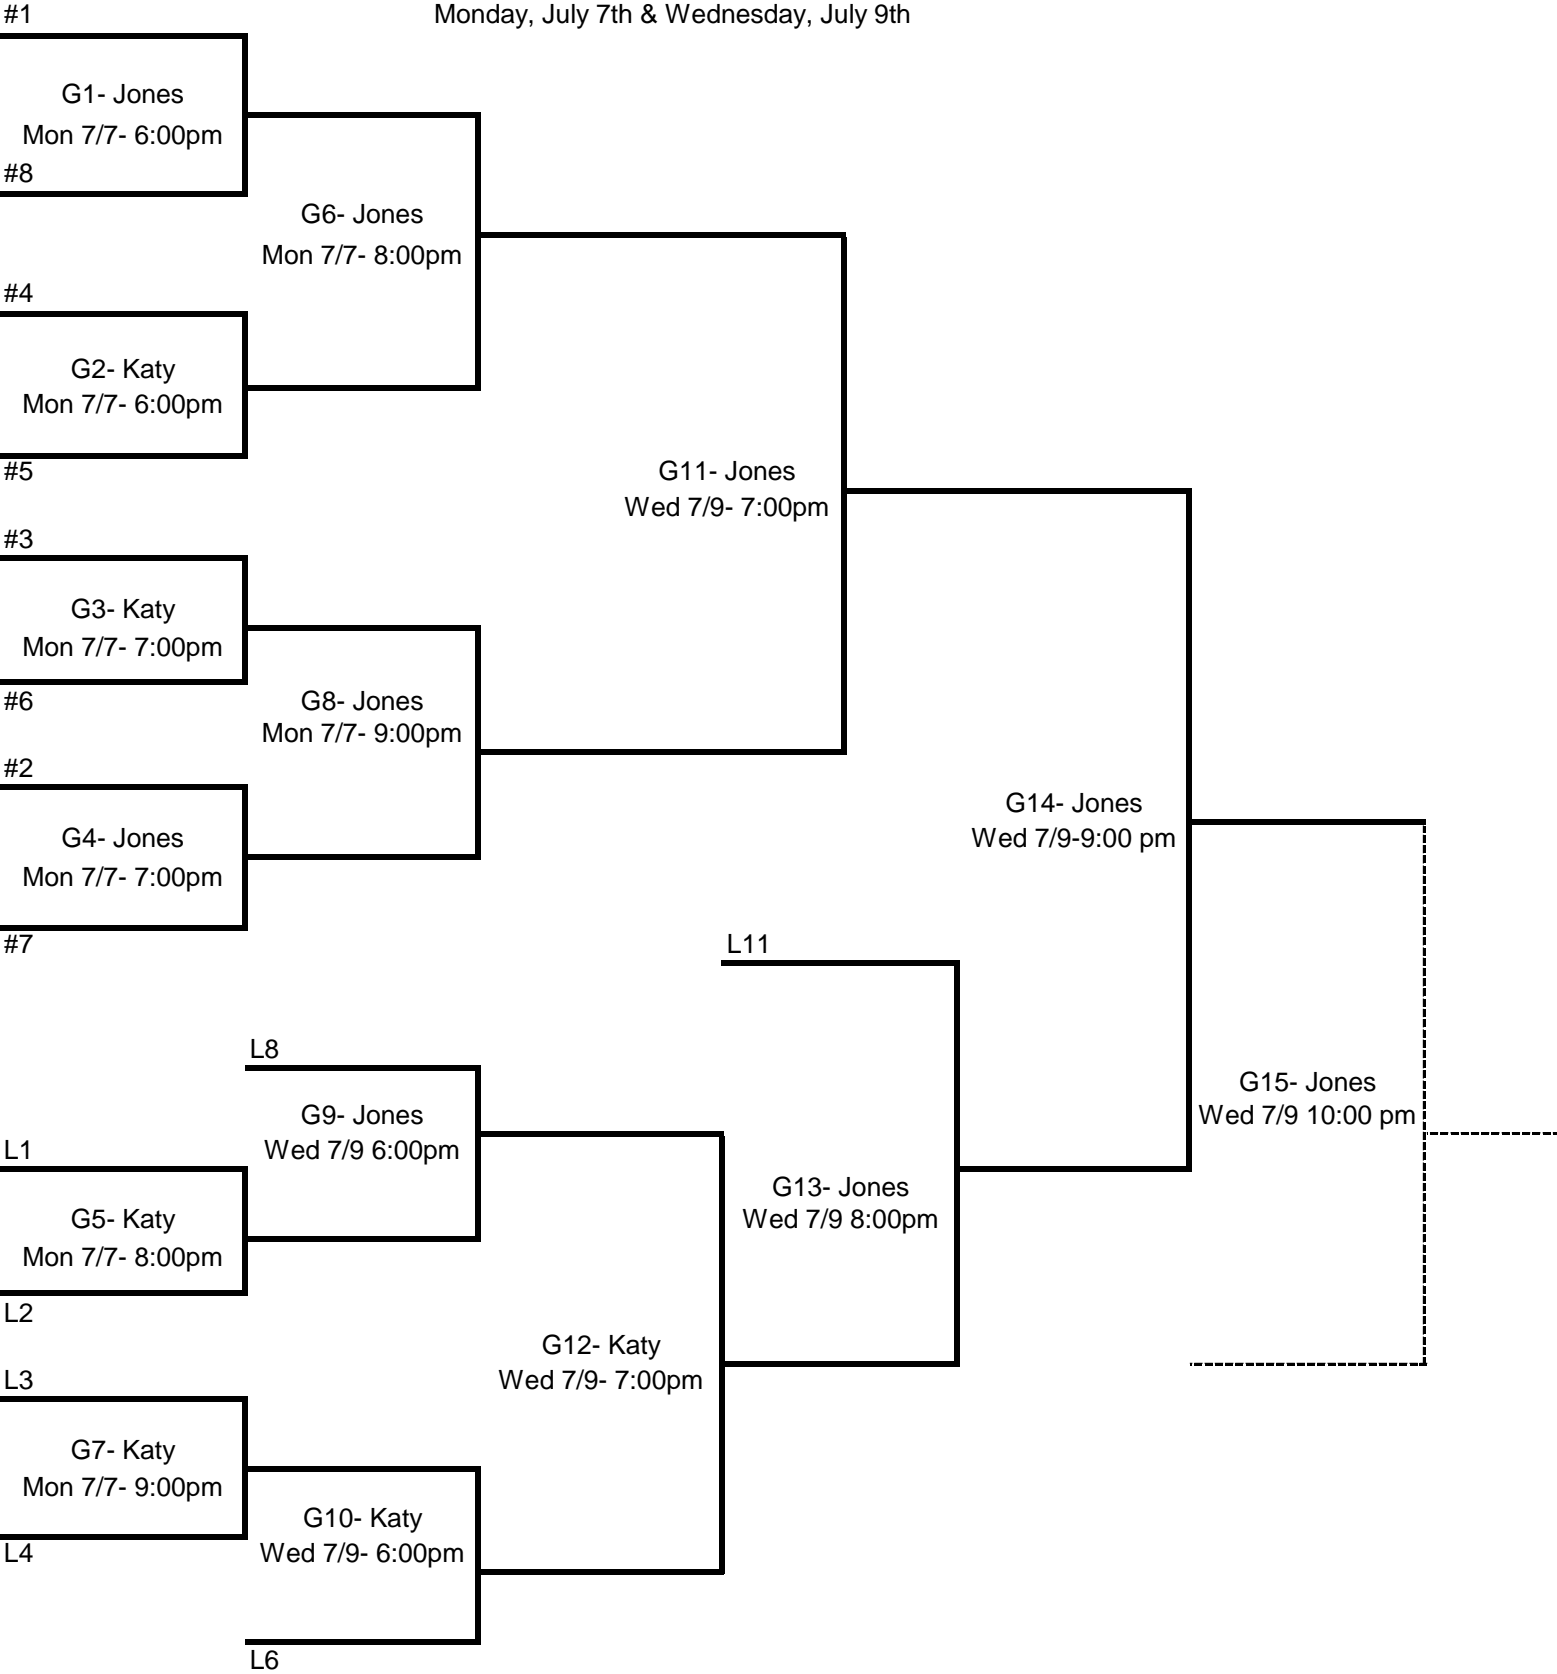 #1
Monday, July 7th & Wednesday, July 9th
G1- Jones
Mon 7/7- 6:00pm
#8
G6- Jones
Mon 7/7- 8:00pm
#4
G2- Katy
Mon 7/7- 6:00pm
#5
G11- Jones
Wed 7/9- 7:00pm
#3
G3- Katy
Mon 7/7- 7:00pm
#6
G8- Jones
Mon 7/7- 9:00pm
#2
G4- Jones
Mon 7/7- 7:00pm
#7
G14- Jones
Wed 7/9-9:00 pm
L11
L8
G9- Jones
Wed 7/9 6:00pm
G15- Jones
Wed 7/9 10:00 pm
L1
G5- Katy
Mon 7/7- 8:00pm
L2
G13- Jones
Wed 7/9 8:00pm
G12- Katy
Wed 7/9- 7:00pm
L3
G7- Katy
Mon 7/7- 9:00pm
L4
G10- Katy
Wed 7/9- 6:00pm
L6